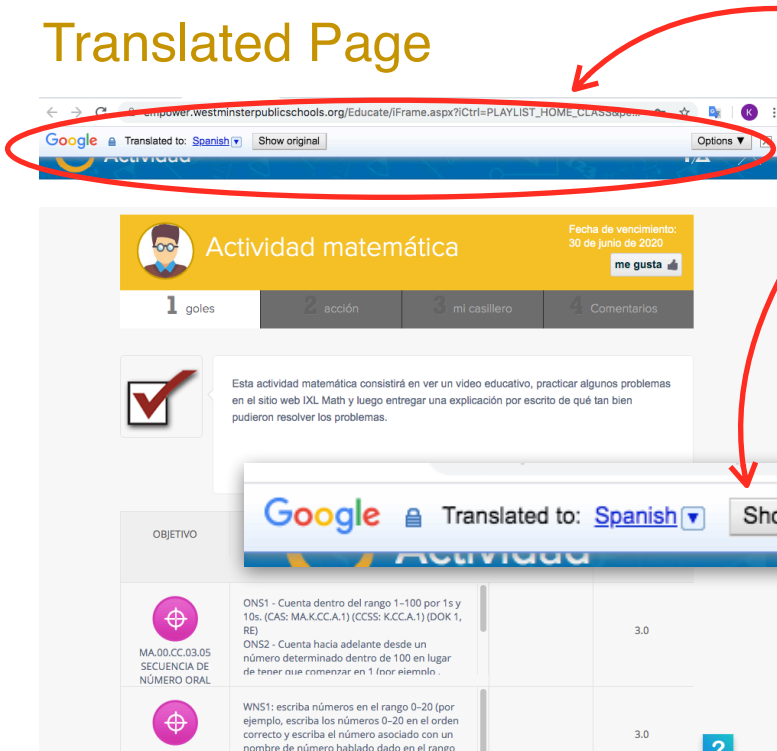 Translated Page
empower.westminsterpublicschools.org/Educate/iFrame.aspx?iCtrl=PLAYLIST_HOME_CLASS&pe...
K
Google Translated to: Spanish Show original Options ▼
Actividad
Actividad matemática
Fecha de vencimiento:
30 de junio de 2020
me gusta
1 goles 2 acción 3 mi casillero 4 Comentarios
Esta actividad matemática consistirá en ver un video educativo, practicar algunos problemas
en el sitio web IXL Math y luego entregar una explicación por escrito de qué tan bien
pudieron resolver los problemas.
Google Translated to: Spanish Sho
Actividad
OBJETIVO
ONS1 - Cuenta dentro del rango 1–100 por 1s y
10s. (CAS: MA.K.CC.A.1) (CCSS: K.CC.A.1) (DOK 1,
RE)
ONS2 - Cuenta hacia adelante desde un
número determinado dentro de 100 en lugar
de tener que comenzar en 1 (por ejemplo,
3.0
MA.00.CC.03.05
SECUENCIA DE
NÚMERO ORAL
WNS1: escriba números en el rango 0–20 (por
ejemplo, escriba los números 0–20 en el orden
correcto y escriba el número asociado con un
nombre de número hablado dado en el rango
3.0